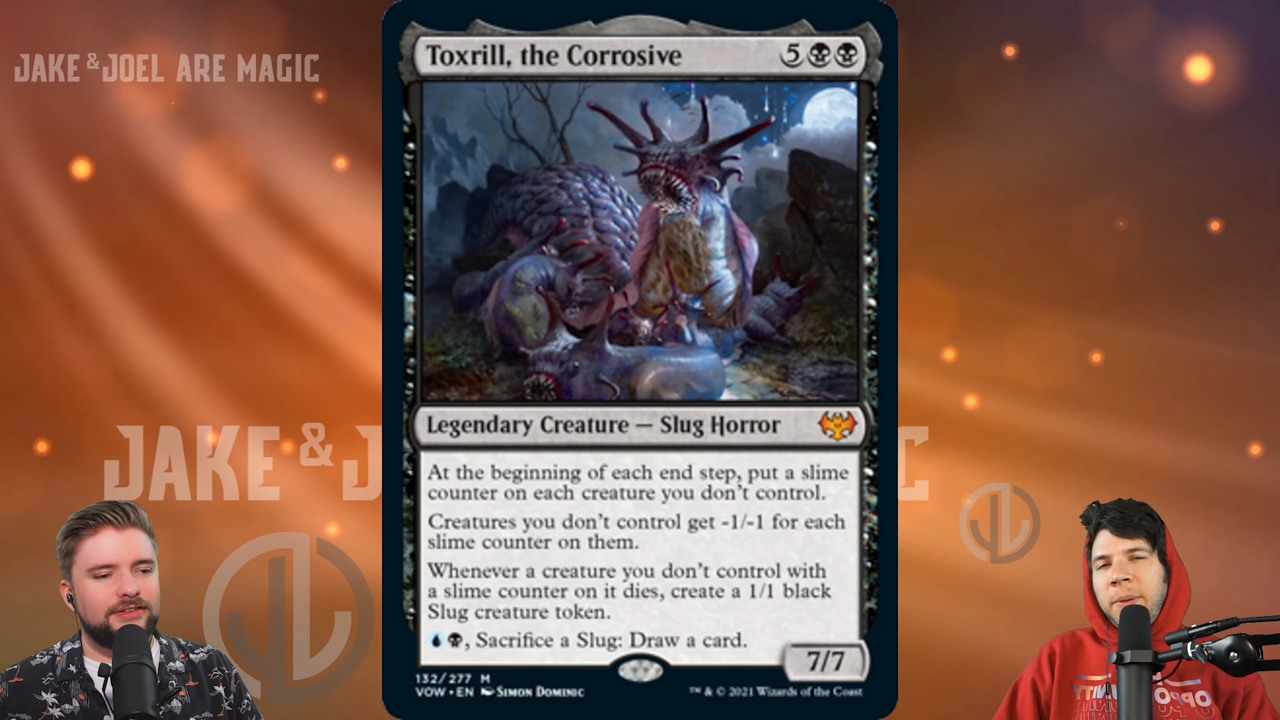 JAKE & JOEL ARE MAGIC
Toxrill, the Corrosive 5
Legendary Creature — Slug Horror
At the beginning of each end step, put a slime
counter on each creature you don't control.
Creatures you don't control get -1/-1 for each
slime counter on them.
Whenever a creature you don't control with
a slime counter on it dies, create a 1/1 black
Slug creature token.
, Sacrifice a Slug: Draw a card.
7/7
132/277 M
VOW • EN Simon Dominic
™ & © 2021 Wizards of the Coast
JAKE & J
C